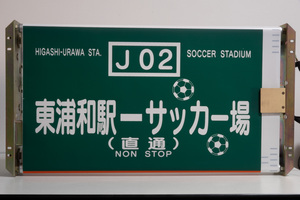 HIGASHI-URAWA STA.
J02
SOCCER STADIUM
東浦和駅ーサッカー場
(直通)
NON STOP